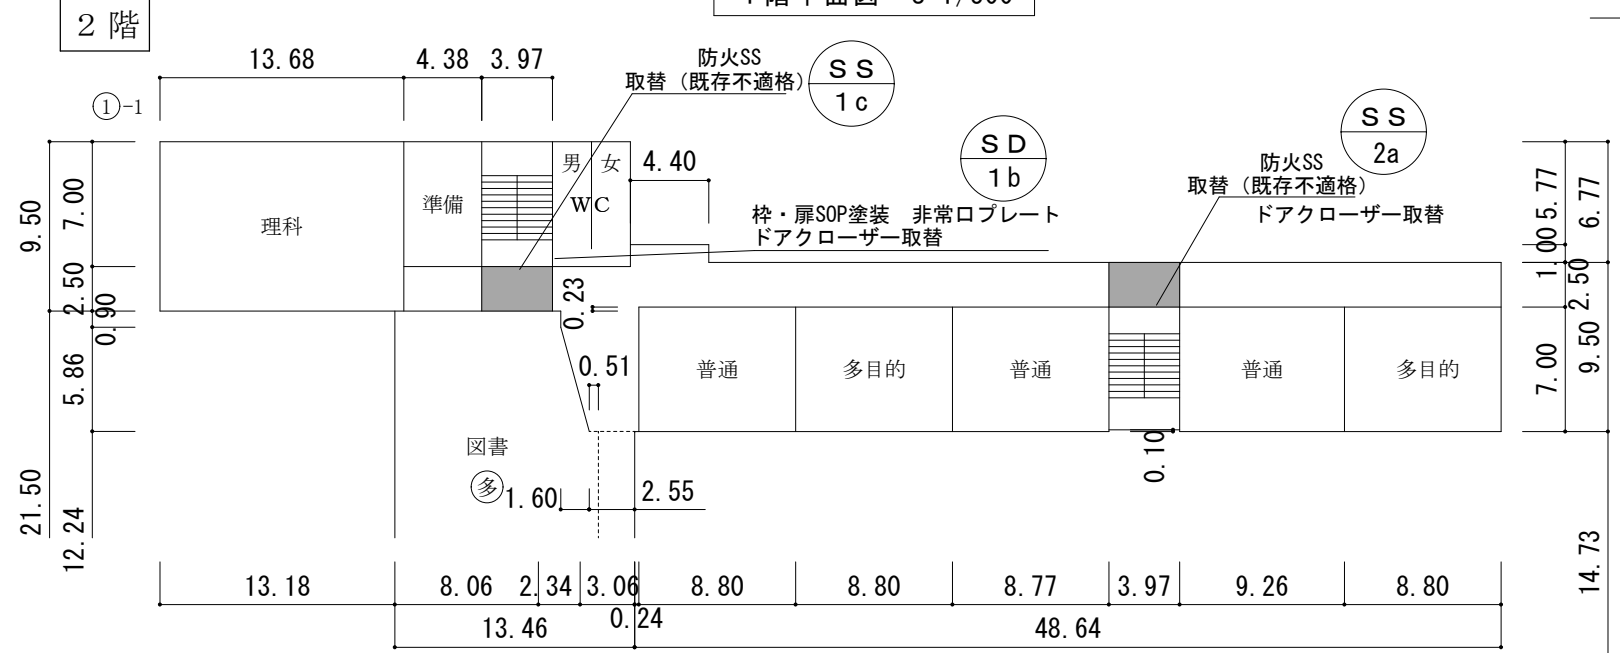 2 階
13.68
4.38
3.97
①-1
防火SS
取替（既存不適格）
ＳＳ
1c
ＳＤ
1b
ＳＳ
2a
防火SS
取替（既存不適格）
ドアクローザー取替
枠・扉SOP塗装　非常口プレート
ドアクローザー取替
男
女
WC
4.40
理科
準備
9.50
7.00
2.50
0.90
5.86
21.50
12.24
0.23
0.51
普通
多目的
普通
普通
多目的
図書
多
1.60
2.55
0.10
5.77
6.77
1.00
2.50
7.00
9.50
14.73
13.18
8.06
2.34
3.06
8.80
8.80
8.77
3.97
9.26
8.80
0.24
13.46
48.64